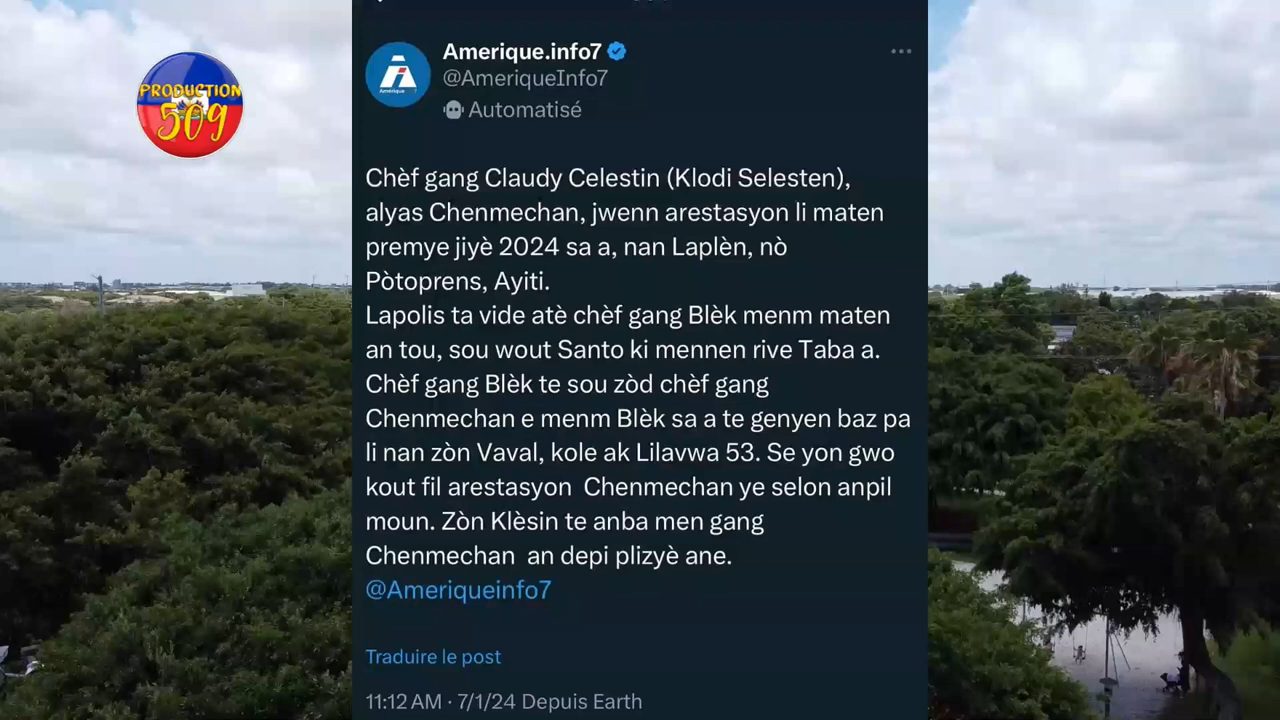 PRODUCTION
509
Amerique.info7
@AmeriqueInfo7
Automatisé
Chèf gang Claudy Celestin (Klodi Selesten),
alyas Chenmechan, jwenn arestasyon li maten
premye jiyè 2024 sa a, nan Laplèn, nò
Pòtoprens, Ayiti.
Lapolis ta vide atè chèf gang Blèk menm maten
an tou, sou wout Santo ki mennen rive Taba a.
Chèf gang Blèk te sou zòd chèf gang
Chenmechan e menm Blèk sa a te genyen baz pa
li nan zòn Vaval, kole ak Lilavwa 53. Se yon gwo
kout fil arestasyon  Chenmechan ye selon anpil
moun. Zòn Klèsin te anba men gang
Chenmechan  an depi plizyè ane.
@Ameriqueinfo7
Traduire le post
11:12 AM · 7/1/24 Depuis Earth